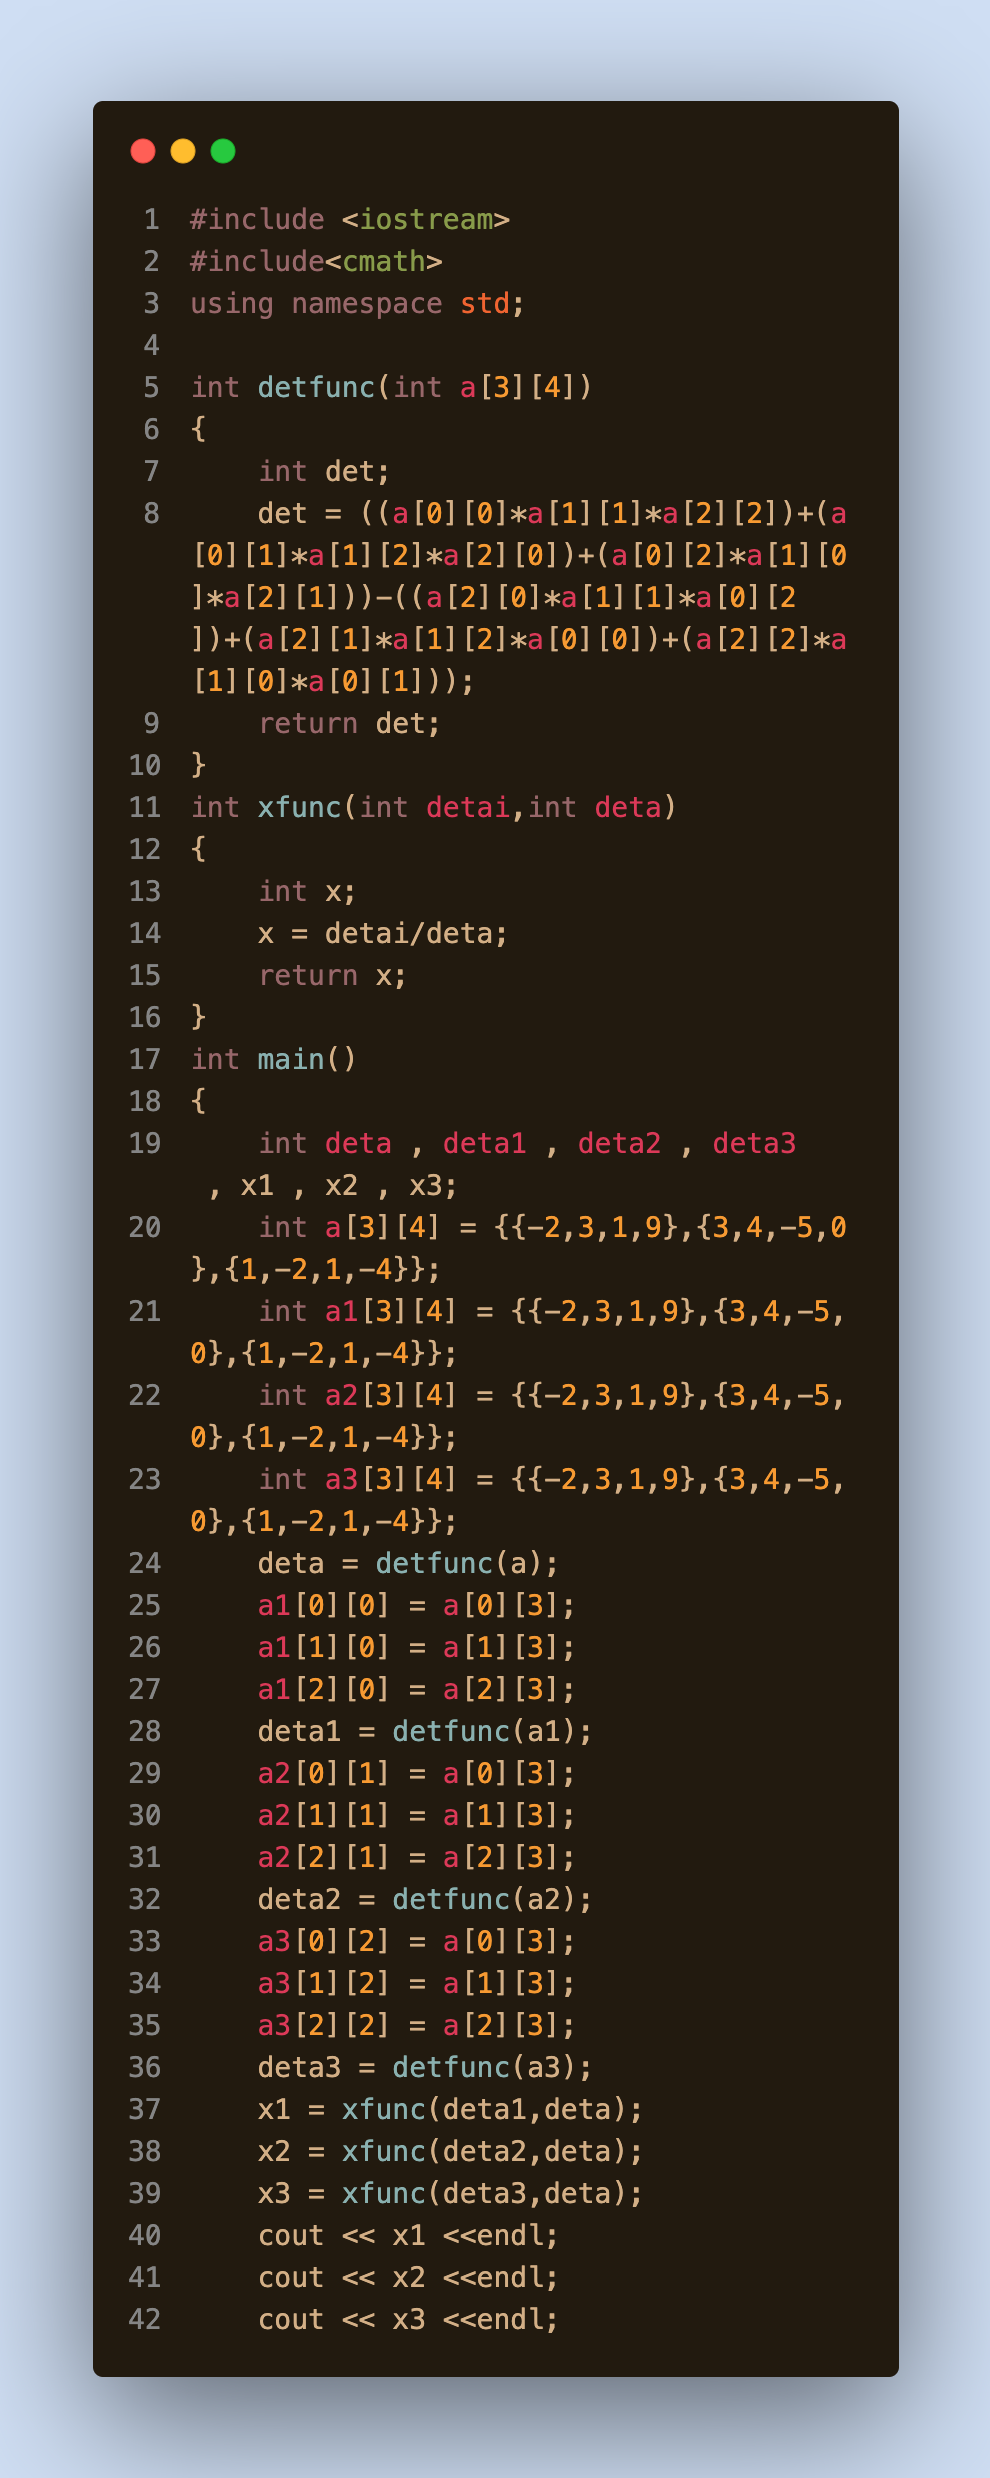 1 #include <iostream>
2 #include<cmath>
3 using namespace std;
4
5 int detfunc(int a[3][4])
6 {
7     int det;
8     det = ((a[0][0]*a[1][1]*a[2][2])+(a
[0][1]*a[1][2]*a[2][0])+(a[0][2]*a[1][0
]*a[2][1]))-((a[2][0]*a[1][1]*a[0][2
])+(a[2][1]*a[1][2]*a[0][0])+(a[2][2]*a
[1][0]*a[0][1]));
9     return det;
10 }
11 int xfunc(int detai,int deta)
12 {
13     int x;
14     x = detai/deta;
15     return x;
16 }
17 int main()
18 {
19     int deta , deta1 , deta2 , deta3
 , x1 , x2 , x3;
20     int a[3][4] = {{-2,3,1,9},{3,4,-5,0
},{1,-2,1,-4}};
21     int a1[3][4] = {{-2,3,1,9},{3,4,-5,
0},{1,-2,1,-4}};
22     int a2[3][4] = {{-2,3,1,9},{3,4,-5,
0},{1,-2,1,-4}};
23     int a3[3][4] = {{-2,3,1,9},{3,4,-5,
0},{1,-2,1,-4}};
24     deta = detfunc(a);
25     a1[0][0] = a[0][3];
26     a1[1][0] = a[1][3];
27     a1[2][0] = a[2][3];
28     deta1 = detfunc(a1);
29     a2[0][1] = a[0][3];
30     a2[1][1] = a[1][3];
31     a2[2][1] = a[2][3];
32     deta2 = detfunc(a2);
33     a3[0][2] = a[0][3];
34     a3[1][2] = a[1][3];
35     a3[2][2] = a[2][3];
36     deta3 = detfunc(a3);
37     x1 = xfunc(deta1,deta);
38     x2 = xfunc(deta2,deta);
39     x3 = xfunc(deta3,deta);
40     cout << x1 <<endl;
41     cout << x2 <<endl;
42     cout << x3 <<endl;